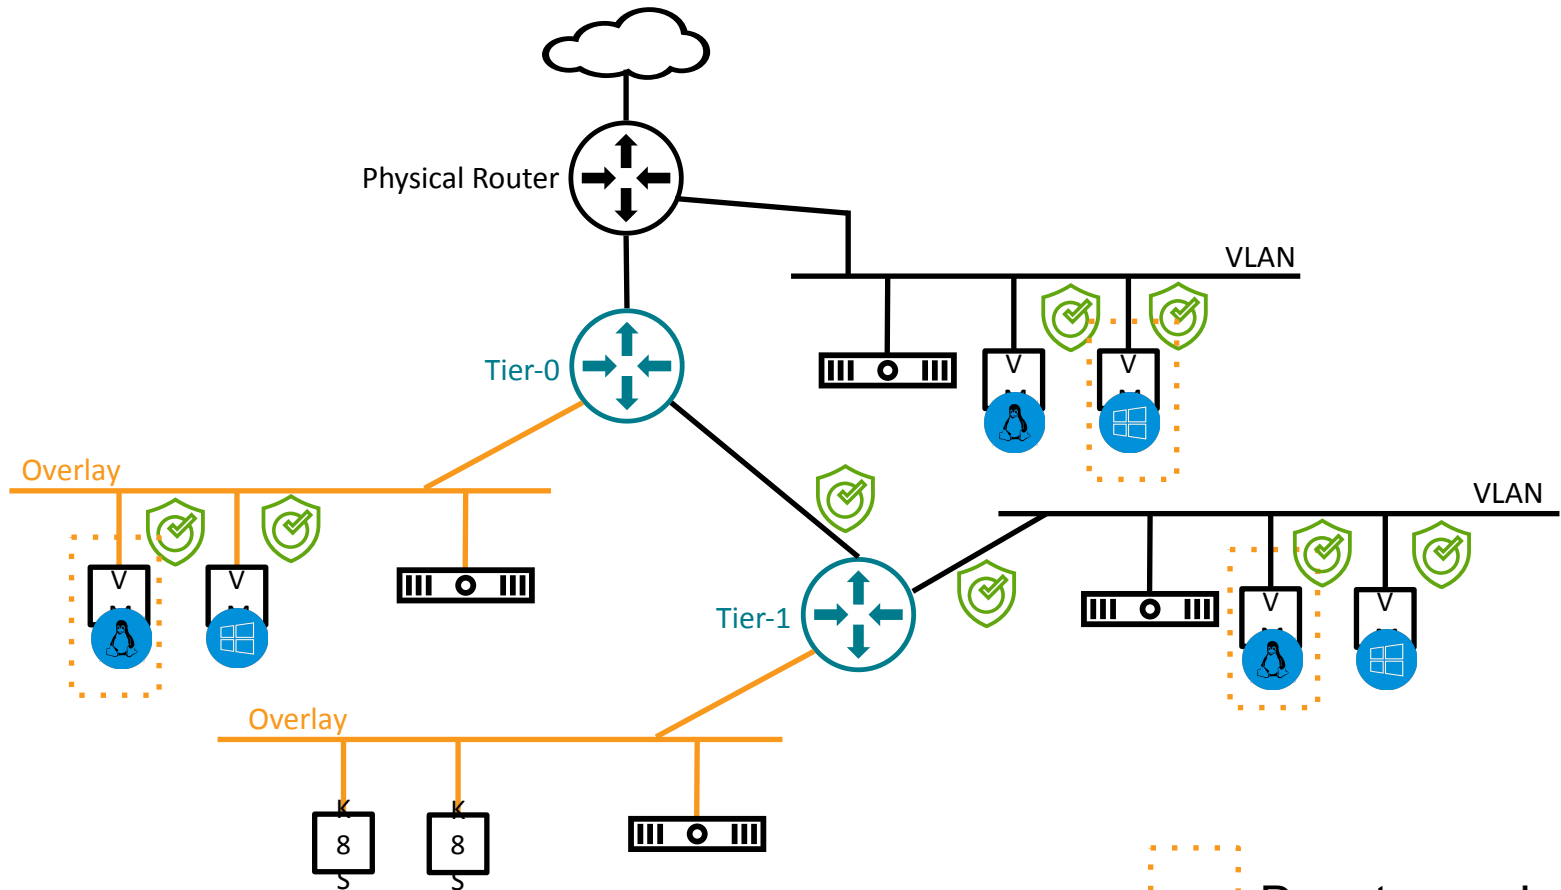 Physical Router
VLAN
Tier-0
V
V
Overlay
VLAN
V
V
Tier-1
V
V
Overlay
K
8
S
K
8
S